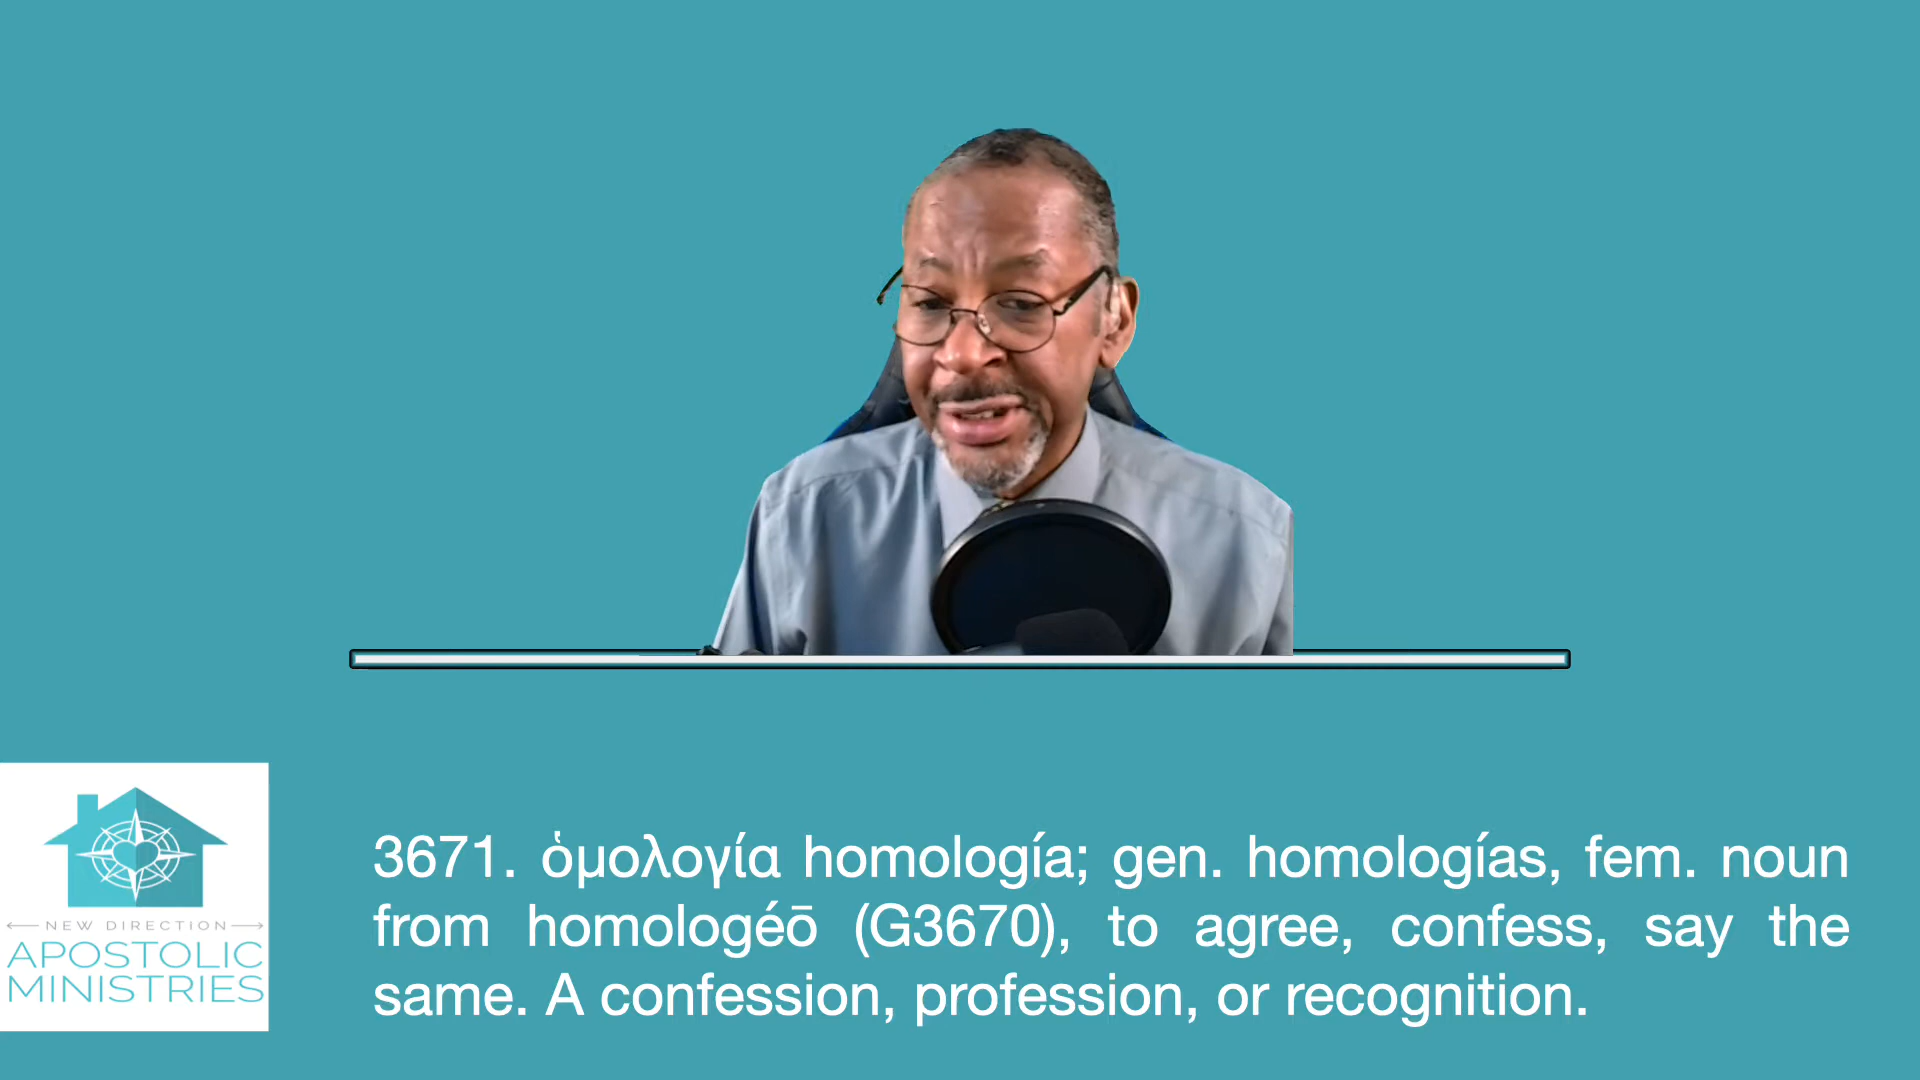 NEW DIRECTION
APOSTOLIC
MINISTRIES
3671. ὁμολογία homología; gen. homologías, fem. noun
from homologéō (G3670), to agree, confess, say the
same. A confession, profession, or recognition.